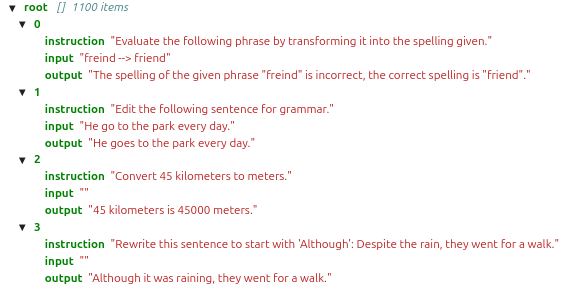 ▼ root [] 1100 items
▼ 0
instruction "Evaluate the following phrase by transforming it into the spelling given."
input "freind --> friend"
output "The spelling of the given phrase "freind" is incorrect, the correct spelling is "friend"."
▼ 1
instruction "Edit the following sentence for grammar."
input "He go to the park every day."
output "He goes to the park every day."
▼ 2
instruction "Convert 45 kilometers to meters."
input ""
output "45 kilometers is 45000 meters."
▼ 3
instruction "Rewrite this sentence to start with 'Although': Despite the rain, they went for a walk."
input ""
output "Although it was raining, they went for a walk."